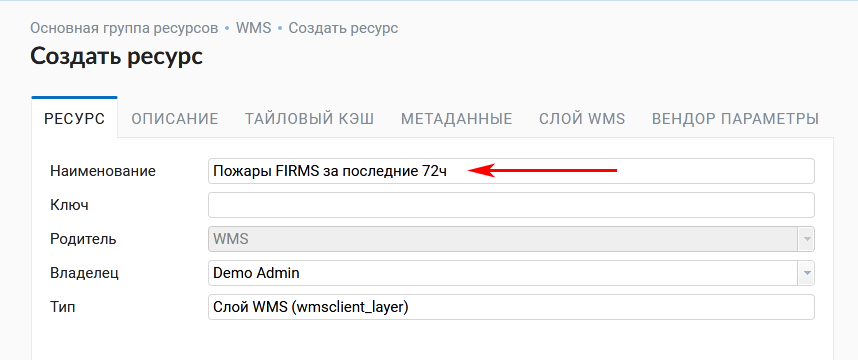 Основная группа ресурсов • WMS • Создать ресурс
Создать ресурс
РЕСУРС ОПИСАНИЕ ТАЙЛОВЫЙ КЭШ МЕТАДАННЫЕ СЛОЙ WMS ВЕНДОР ПАРАМЕТРЫ
Наименование Пожары FIRMS за последние 72ч
Ключ
Родитель WMS
Владелец Demo Admin
Тип Слой WMS (wmsclient_layer)